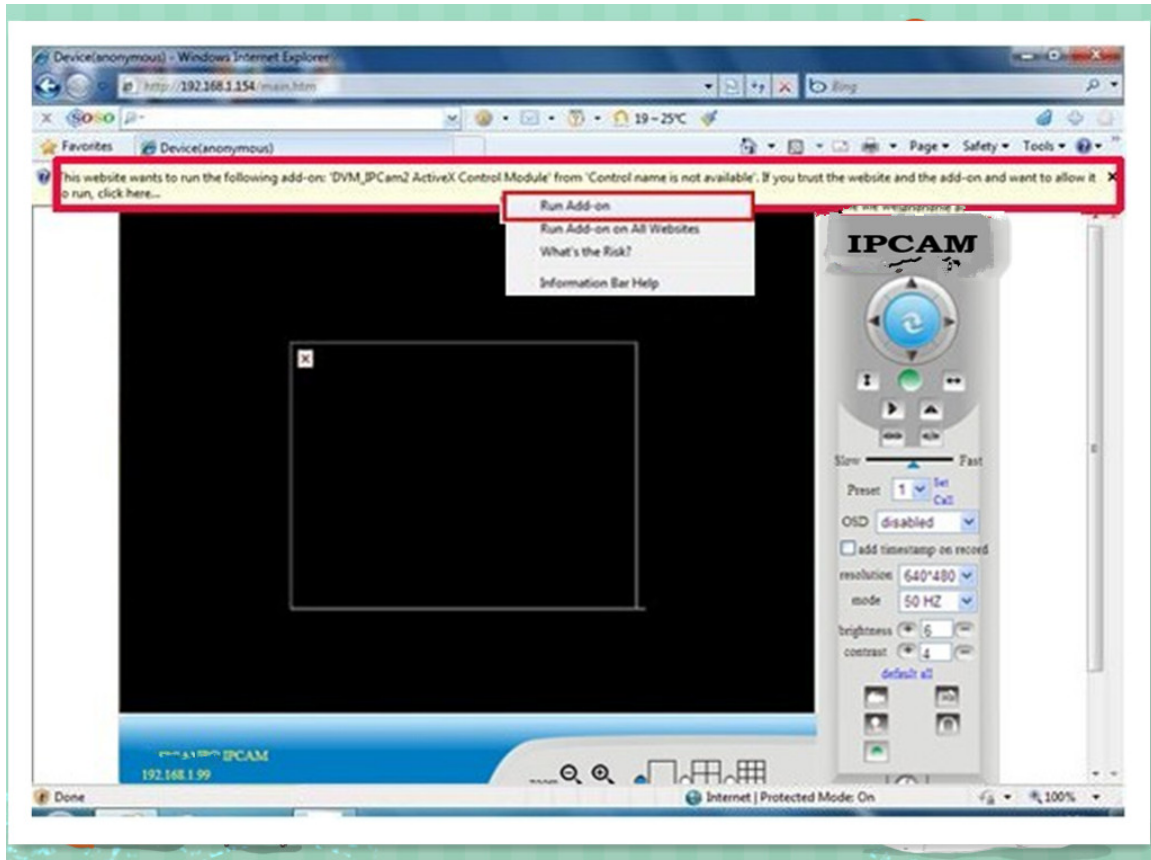 Device(anonymous) - Windows Internet Explorer
http://192.168.1.154/main.htm
Bing
x SOSO
19~25℃
Favorites Device(anonymous) Page Safety Tools
This website wants to run the following add-on: 'DVM_IPCam2 ActiveX Control Module' from 'Control name is not available'. If you trust the website and the add-on and want to allow it
o run, click here...
Run Add-on
Run Add-on on All Websites
What's the Risk?
Information Bar Help
IPCAM
Slow Fast
Preset 1 Set
Call
OSD disabled
add timestamp on record
resolution 640*480
mode 50 HZ
brightness 6
contrast 4
default all
IPCAM
192.168.1.99
zoom
Done Internet | Protected Mode: On 100%